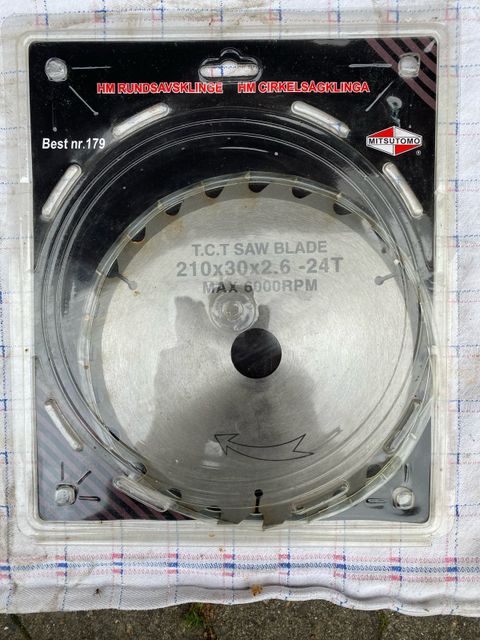 HM RUNDSAVSKLINGE HM CIRKELSÅGKLINGA
Best nr.179
MITSUTOMO
®
T.C.T SAW BLADE
210x30x2.6 -24T
MAX 6000RPM